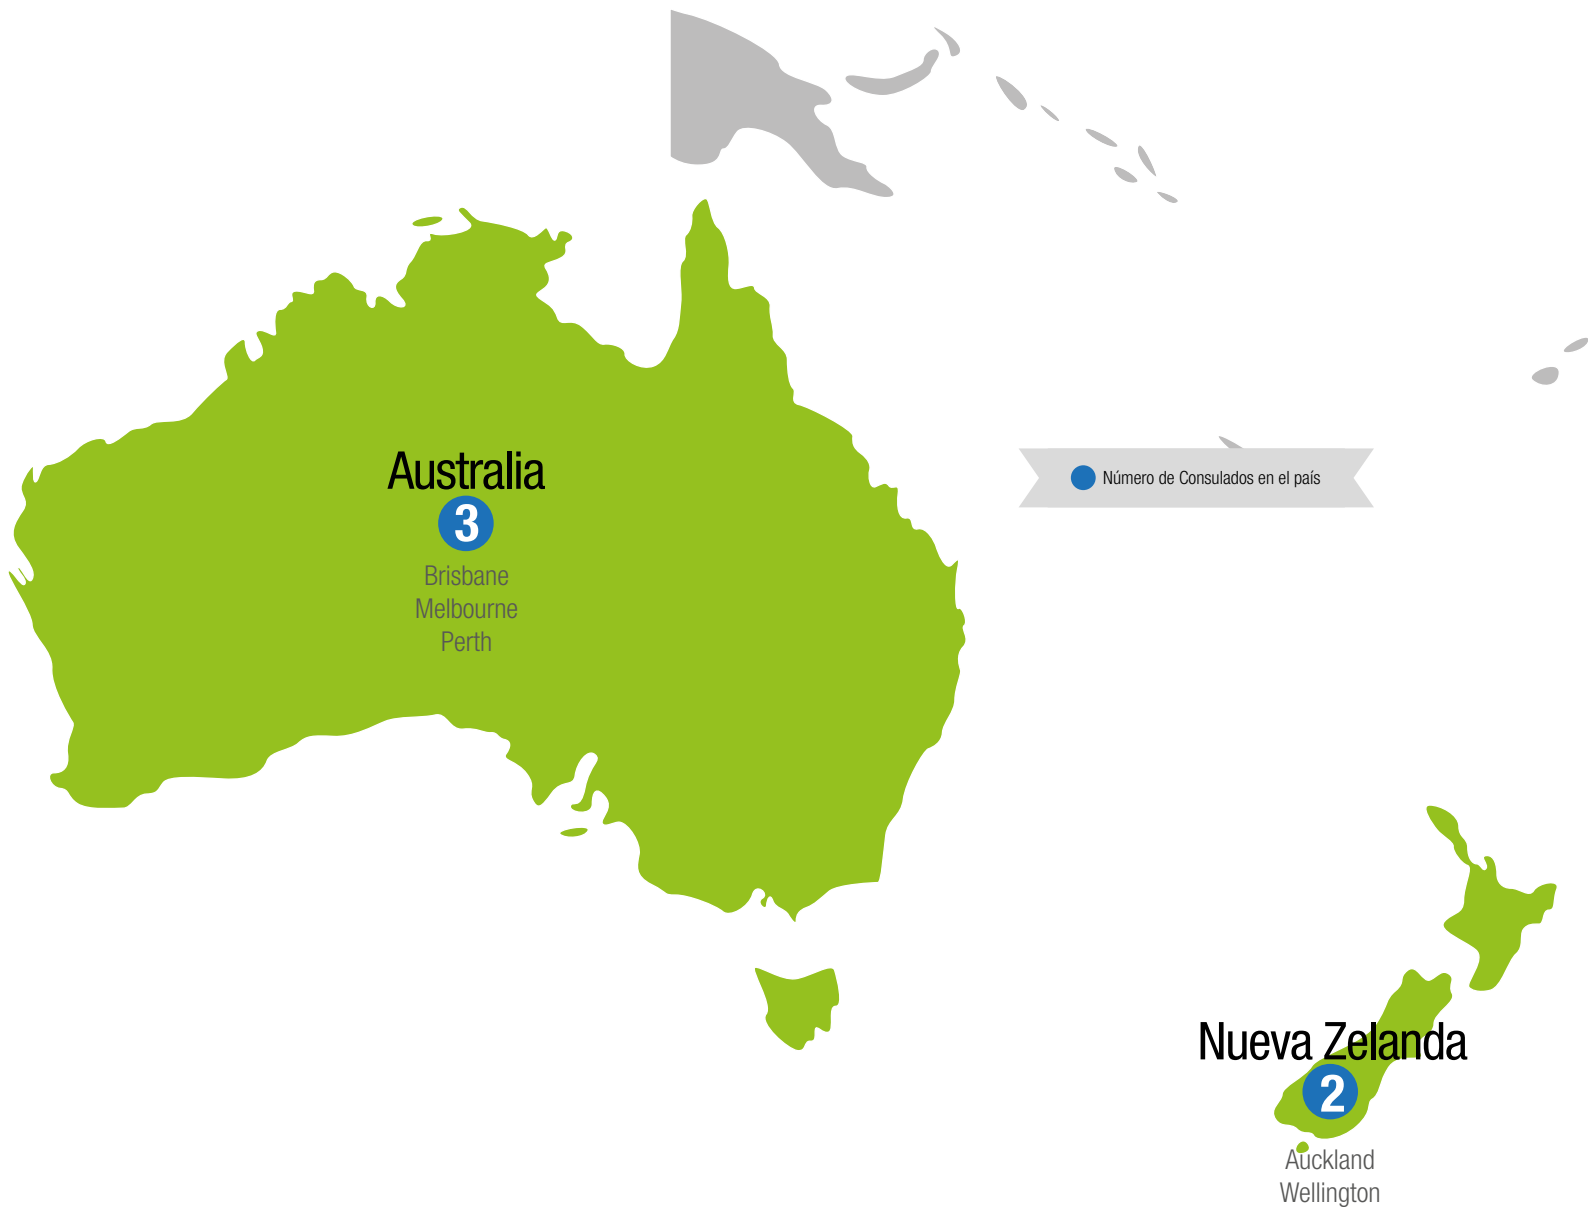 Australia
3
Brisbane
Melbourne
Perth
Número de Consulados en el país
Nueva Zelanda
2
Auckland
Wellington